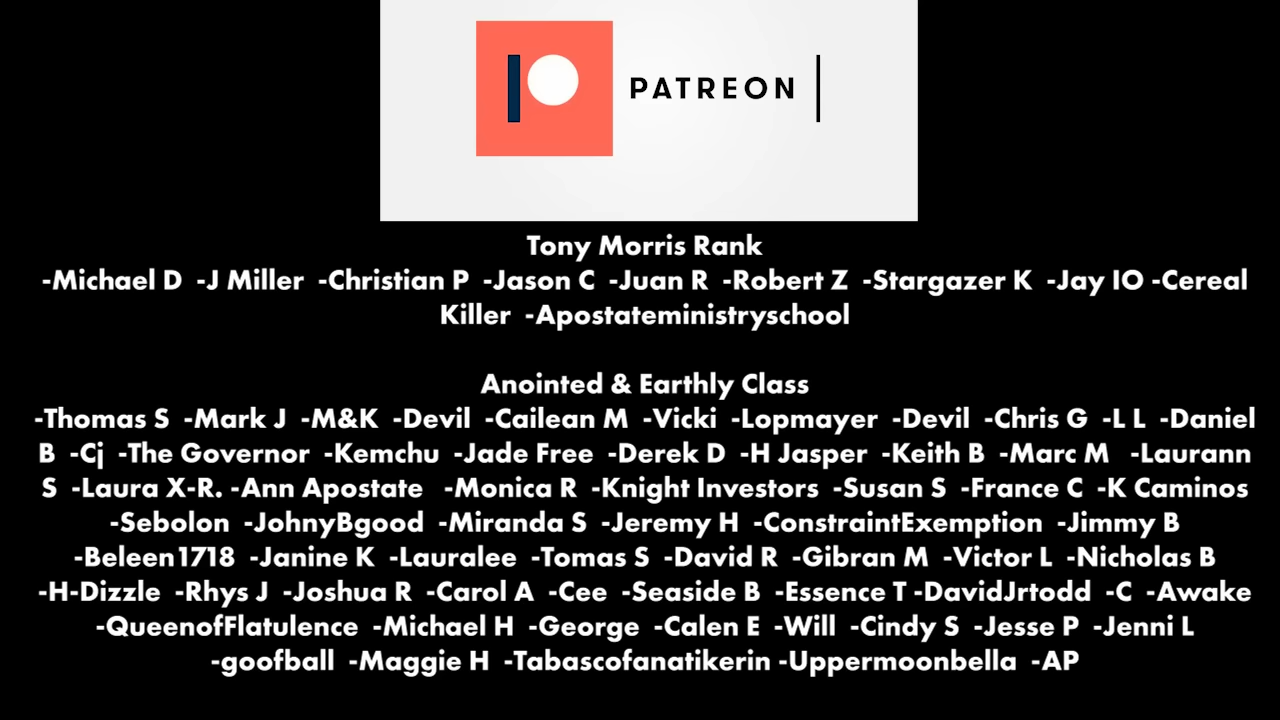 PATREON
Tony Morris Rank
-Michael D -J Miller -Christian P -Jason C -Juan R -Robert Z -Stargazer K -Jay IO -Cereal
Killer -Apostateministryschool
Anointed & Earthly Class
-Thomas S -Mark J -M&K -Devil -Cailean M -Vicki -Lopmayer -Devil -Chris G -L L -Daniel
B -Cj -The Governor -Kemchu -Jade Free -Derek D -H Jasper -Keith B -Marc M -Laurann
S -Laura X-R. -Ann Apostate -Monica R -Knight Investors -Susan S -France C -K Caminos
-Sebolon -JohnyBgood -Miranda S -Jeremy H -ConstraintExemption -Jimmy B
-Beleen1718 -Janine K -Lauralee -Tomas S -David R -Gibran M -Victor L -Nicholas B
-H-Dizzle -Rhys J -Joshua R -Carol A -Cee -Seaside B -Essence T -DavidJrtodd -C -Awake
-QueenofFlatulence -Michael H -George -Calen E -Will -Cindy S -Jesse P -Jenni L
-goofball -Maggie H -Tabascofanatikerin -Uppermoonbella -AP